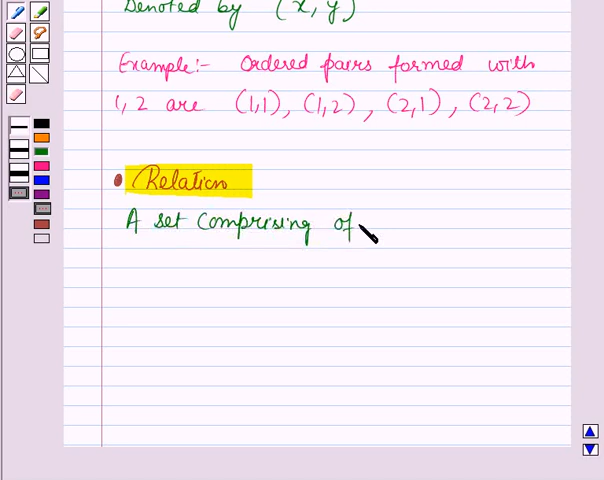 Denoted by (x, y)
Example:- Ordered pairs formed with
1, 2 are (1,1), (1,2), (2,1), (2,2)
• Relation
A set comprising of